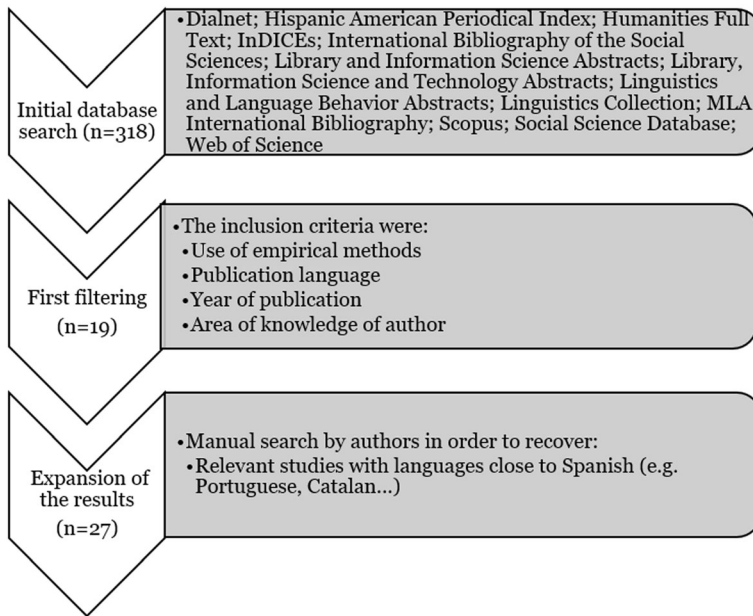 •Dialnet; Hispanic American Periodical Index; Humanities Full
Text; InDICEs; International Bibliography of the Social
Sciences; Library and Information Science Abstracts; Library,
Information Science and Technology Abstracts; Linguistics
and Language Behavior Abstracts; Linguistics Collection; MLA
International Bibliography; Scopus; Social Science Database;
Web of Science
Initial database
search (n=318)
•The inclusion criteria were:
•Use of empirical methods
•Publication language
•Year of publication
•Area of knowledge of author
First filtering
(n=19)
•Manual search by authors in order to recover:
•Relevant studies with languages close to Spanish (e.g.
Portuguese, Catalan...)
Expansion of
the results
(n=27)